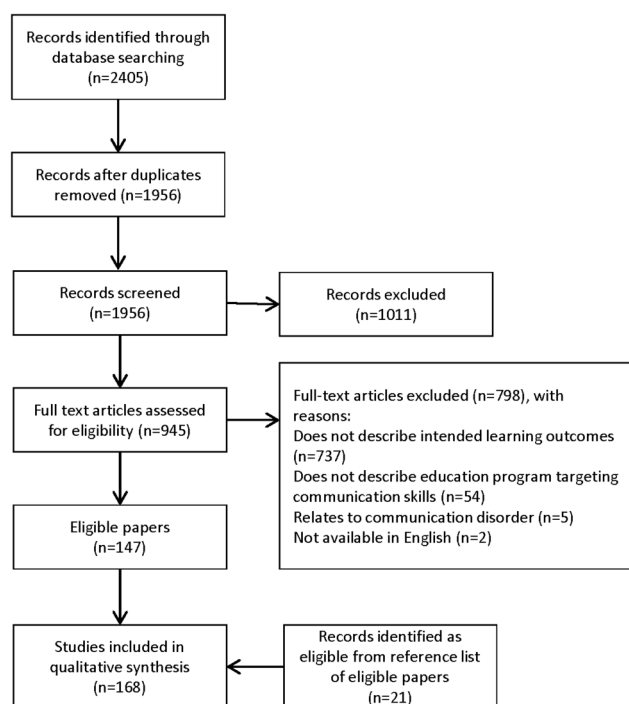 Records identified through
database searching
(n=2405)
Records after duplicates
removed (n=1956)
Records screened
(n=1956)
Records excluded
(n=1011)
Full text articles assessed
for eligibility (n=945)
Full-text articles excluded (n=798), with
reasons:
Does not describe intended learning outcomes
(n=737)
Does not describe education program targeting
communication skills (n=54)
Relates to communication disorder (n=5)
Not available in English (n=2)
Eligible papers
(n=147)
Studies included in
qualitative synthesis
(n=168)
Records identified as
eligible from reference list
of eligible papers
(n=21)